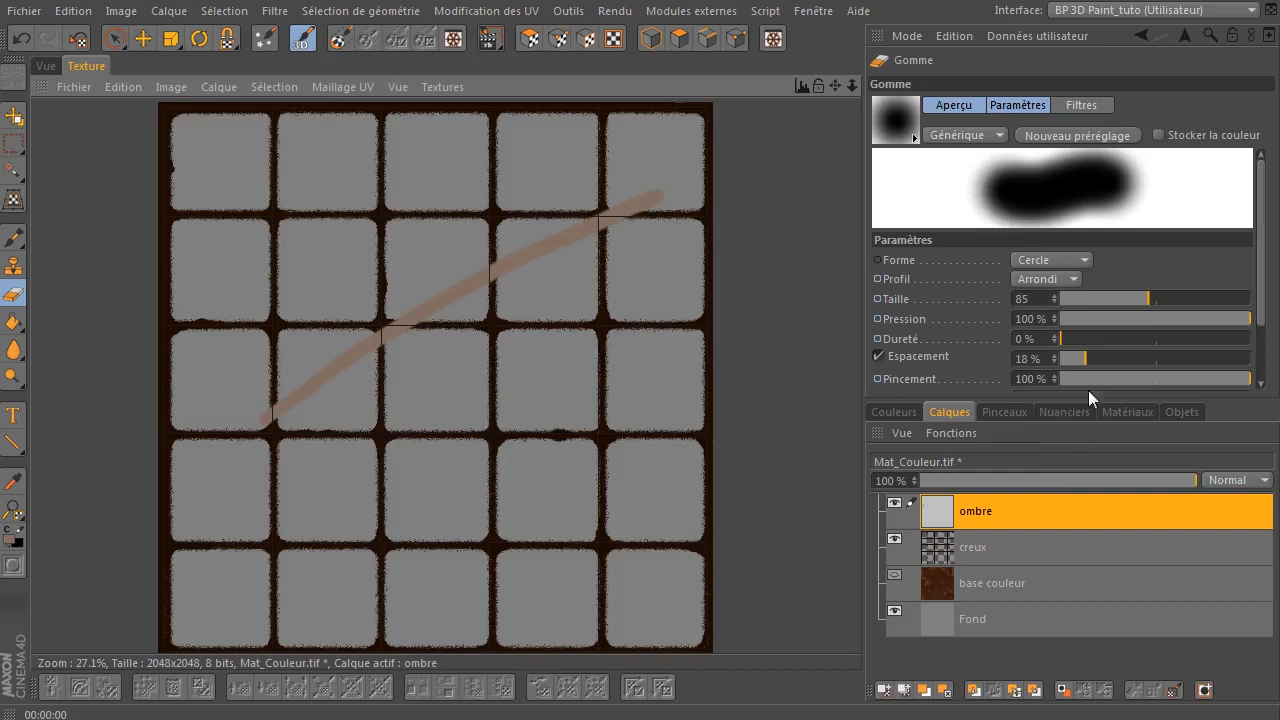 Fichier Edition Image Calque Sélection Filtre Sélection de géométrie Modification des UV Outils Rendu Modules externes Script Fenêtre Aide Interface: BP 3D Paint_tuto (Utilisateur)
3D
Mode Edition Données utilisateur
Vue Texture
Gomme
Fichier Edition Image Calque Sélection Maillage UV Vue Textures
Gomme
Aperçu Paramètres Filtres
Générique Nouveau préréglage Stocker la couleur
Paramètres
Forme . . . . . . . . . . . Cercle
Profil . . . . . . . . . . . Arrondi
Taille . . . . . . . . . . . 85
Pression . . . . . . . . . 100 %
Dureté . . . . . . . . . . 0 %
Espacement 18 %
Pincement . . . . . . . . 100 %
Couleurs Calques Pinceaux Nuanciers Matériaux Objets
Vue Fonctions
Mat_Couleur.tif *
100 % Normal
ombre
creux
base couleur
Fond
Zoom : 27.1%, Taille : 2048x2048, 8 bits, Mat_Couleur.tif *, Calque actif : ombre
MAXON
CINEMA 4D
00:00:00